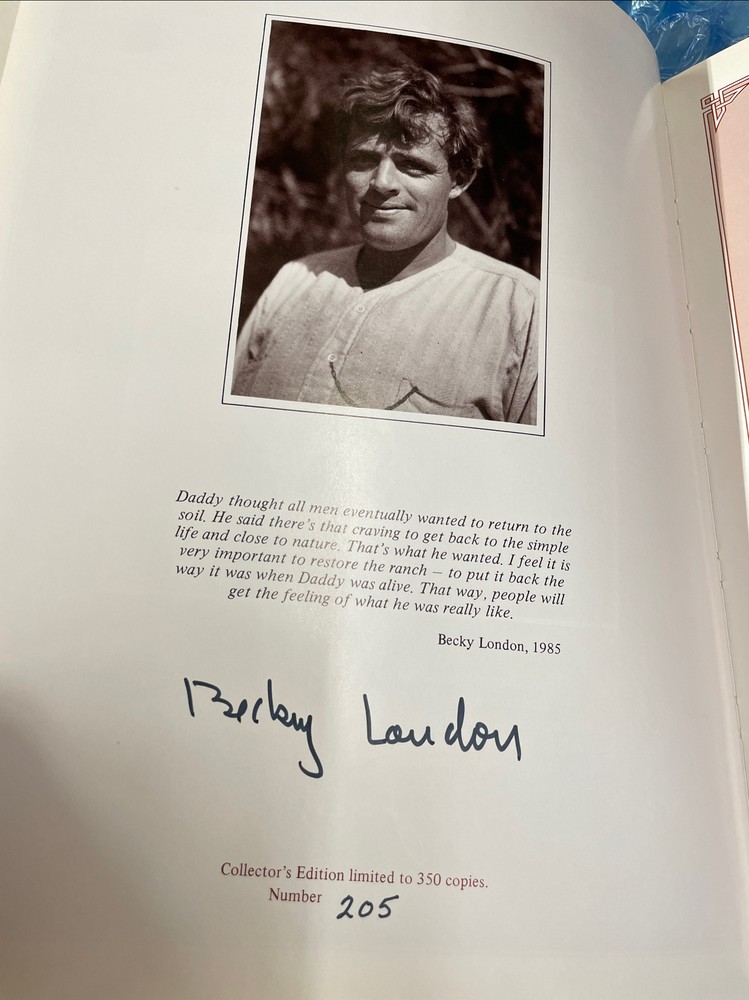 Daddy thought all men eventually wanted to return to the
soil. He said there's that craving to get back to the simple
life and close to nature. That's what he wanted. I feel it is
very important to restore the ranch — to put it back the
way it was when Daddy was alive. That way, people will
get the feeling of what he was really like.
Becky London, 1985
Becky London
Collector's Edition limited to 350 copies.
Number 205